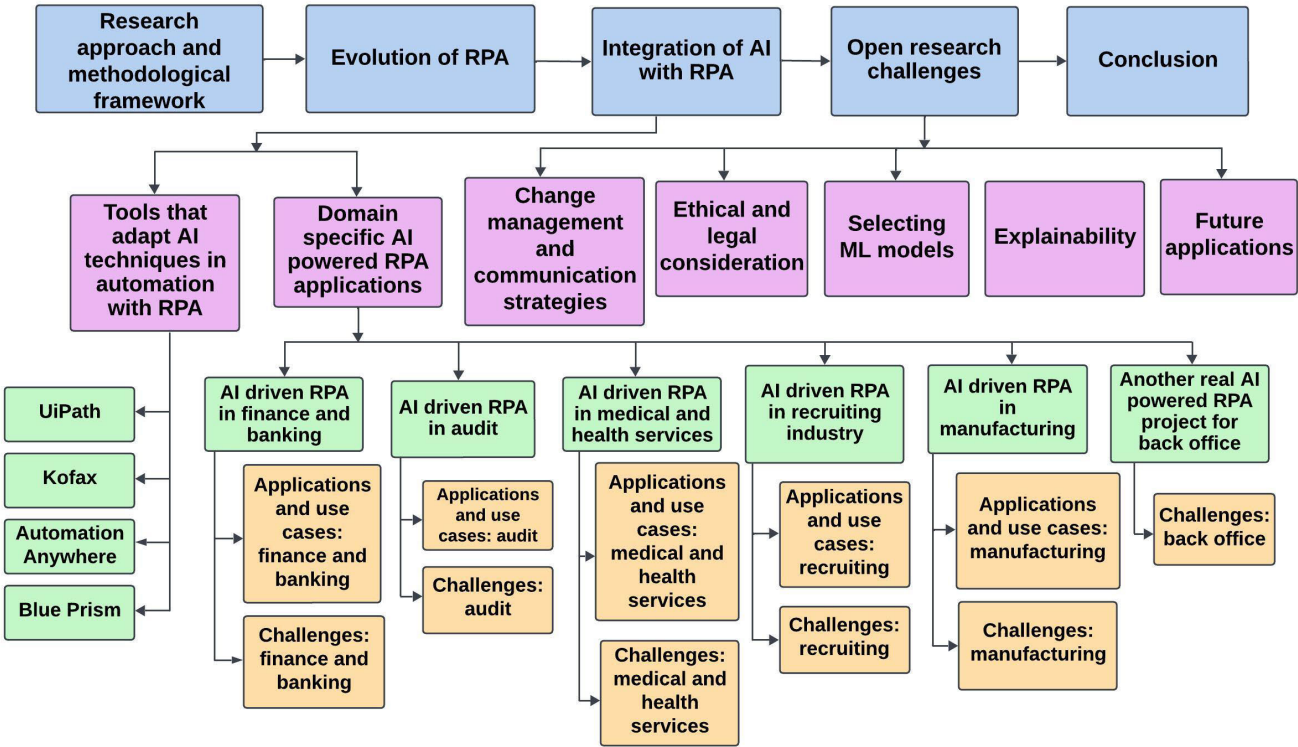 Research
approach and
methodological
framework
Evolution of RPA
Integration of AI
with RPA
Open research
challenges
Conclusion
Tools that
adapt AI
techniques in
automation
with RPA
Domain
specific AI
powered RPA
applications
Change
management
and
communication
strategies
Ethical and
legal
consideration
Selecting
ML models
Explainability
Future
applications
UiPath
Kofax
Automation
Anywhere
Blue Prism
AI driven RPA
in finance and
banking
AI driven RPA
in audit
AI driven RPA
in medical and
health services
AI driven RPA
in recruiting
industry
AI driven RPA
in
manufacturing
Another real AI
powered RPA
project for
back office
Applications
and use
cases:
finance and
banking
Challenges:
finance and
banking
Applications
and use
cases: audit
Challenges:
audit
Applications
and use
cases:
medical and
health
services
Challenges:
medical and
health
services
Applications
and use
cases:
recruiting
Challenges:
recruiting
Applications
and use cases:
manufacturing
Challenges:
manufacturing
Challenges:
back office